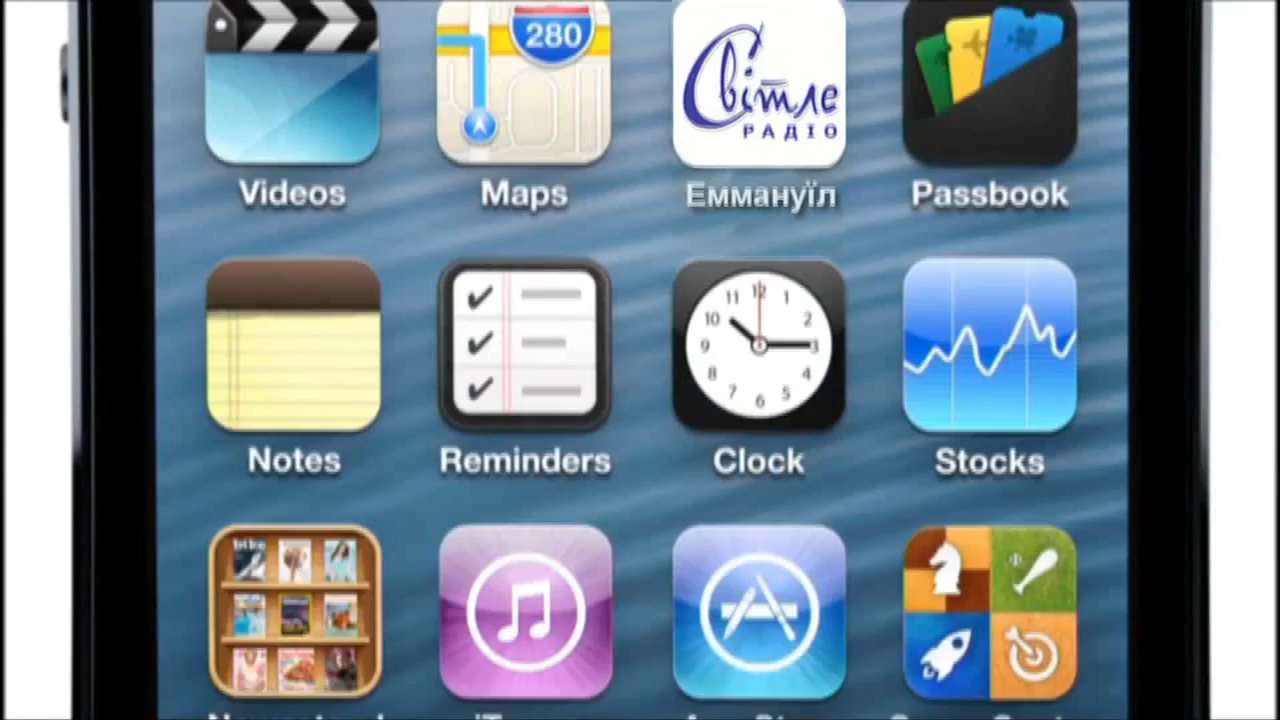 280
Світле
РАДІО
Videos
Maps
Еммануїл
Passbook
12
11
1
10
2
9
3
8
4
7
5
6
Notes
Reminders
Clock
Stocks